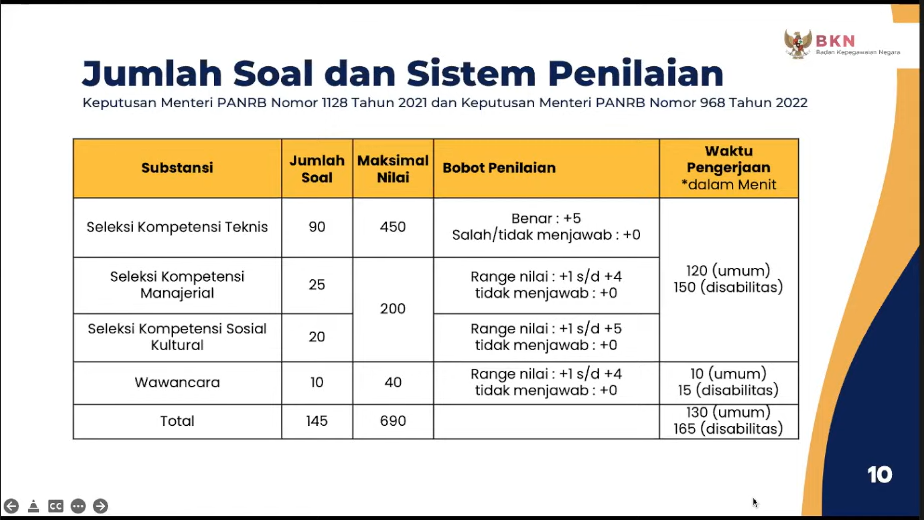 BKN
Badan Kepegawaian Negara
Jumlah Soal dan Sistem Penilaian
Keputusan Menteri PANRB Nomor 1128 Tahun 2021 dan Keputusan Menteri PANRB Nomor 968 Tahun 2022
Substansi
Jumlah
Soal
Maksimal
Nilai
Bobot Penilaian
Waktu
Pengerjaan
*dalam Menit
Seleksi Kompetensi Teknis
90
450
Benar : +5
Salah/tidak menjawab : +0
120 (umum)
150 (disabilitas)
Seleksi Kompetensi
Manajerial
25
200
Range nilai : +1 s/d +4
tidak menjawab : +0
Seleksi Kompetensi Sosial
Kultural
20
Range nilai : +1 s/d +5
tidak menjawab : +0
Wawancara
10
40
Range nilai : +1 s/d +4
tidak menjawab : +0
10 (umum)
15 (disabilitas)
Total
145
690
130 (umum)
165 (disabilitas)
10
CC